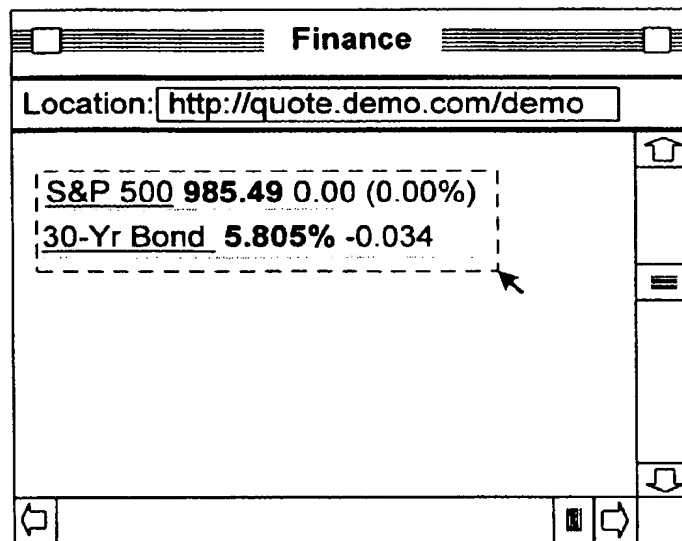 Finance
Location: http://quote.demo.com/demo
S&P 500 985.49 0.00 (0.00%)
30-Yr Bond 5.805% -0.034